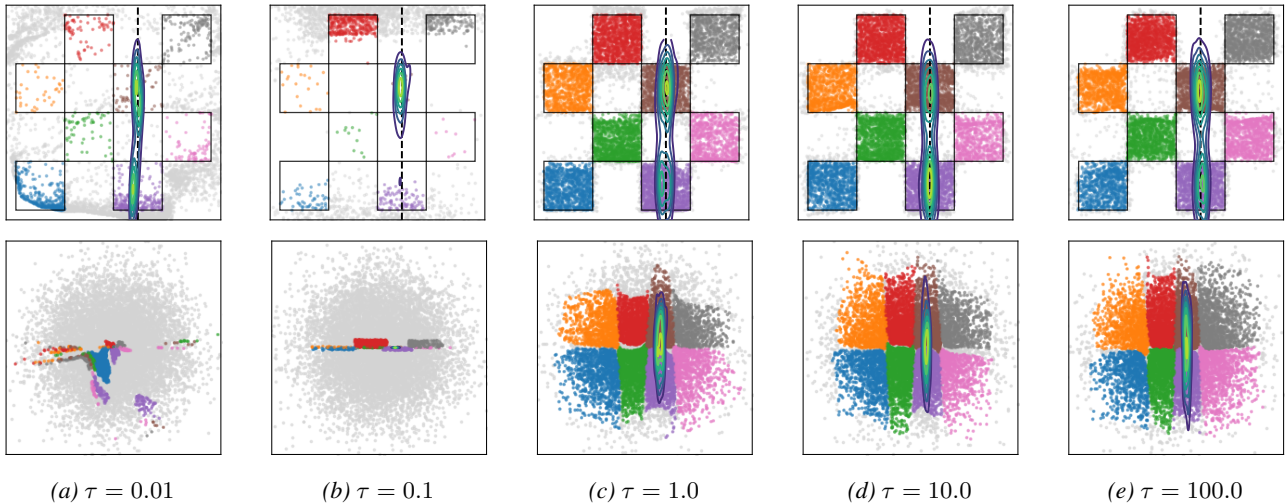 (a) τ = 0.01 (b) τ = 0.1 (c) τ = 1.0 (d) τ = 10.0 (e) τ = 100.0